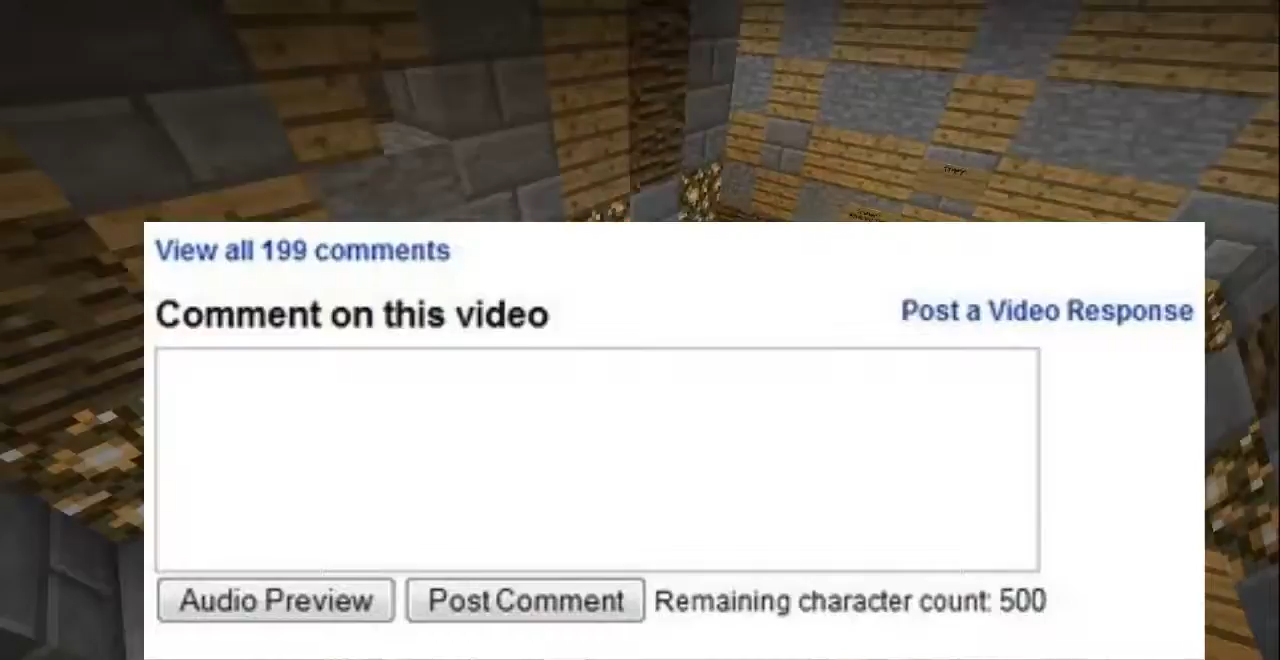 View all 199 comments
Comment on this video
Post a Video Response
Audio Preview
Post Comment
Remaining character count: 500